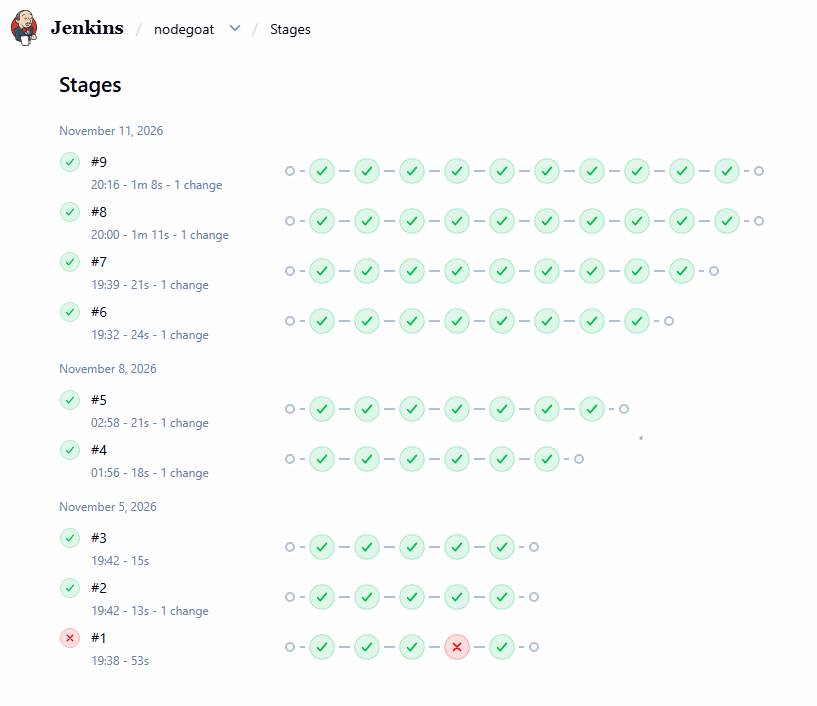 Jenkins / nodegoat / Stages
Stages
November 11, 2026
#9
20:16 - 1m 8s - 1 change
#8
20:00 - 1m 11s - 1 change
#7
19:39 - 21s - 1 change
#6
19:32 - 24s - 1 change
November 8, 2026
#5
02:58 - 21s - 1 change
#4
01:56 - 18s - 1 change
November 5, 2026
#3
19:42 - 15s
#2
19:42 - 13s - 1 change
#1
19:38 - 53s